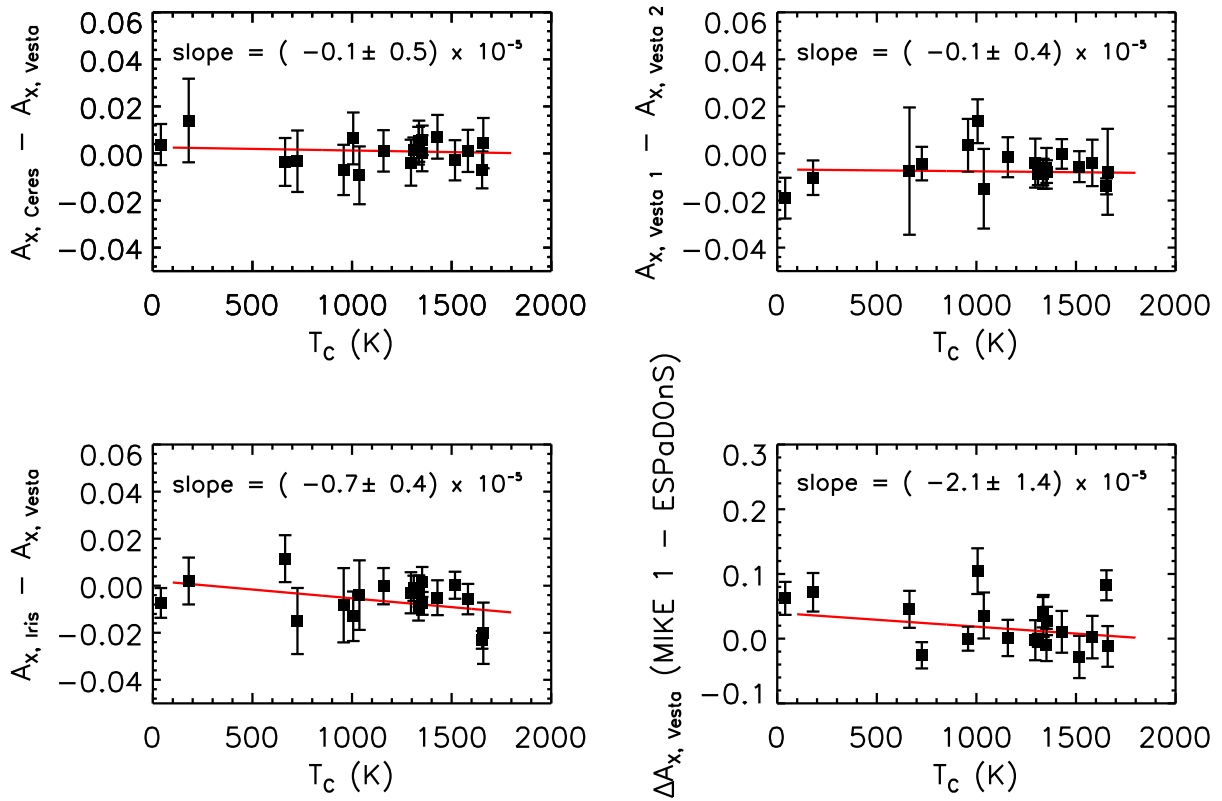 A_X, Ceres − A_X, Vesta
0.06
0.04
0.02
0.00
−0.02
−0.04
slope = ( −0.1± 0.5) x 10^-5
0 500 1000 1500 2000
T_C (K)
A_X, Vesta 1 − A_X, Vesta 2
0.06
0.04
0.02
0.00
−0.02
−0.04
slope = ( −0.1± 0.4) x 10^-5
0 500 1000 1500 2000
T_C (K)
A_X, Iris − A_X, Vesta
0.06
0.04
0.02
0.00
−0.02
−0.04
slope = ( −0.7± 0.4) x 10^-5
0 500 1000 1500 2000
T_C (K)
ΔA_X, Vesta (MIKE 1 − ESPaDOnS)
0.3
0.2
0.1
0.0
−0.1
slope = ( −2.1± 1.4) x 10^-5
0 500 1000 1500 2000
T_C (K)